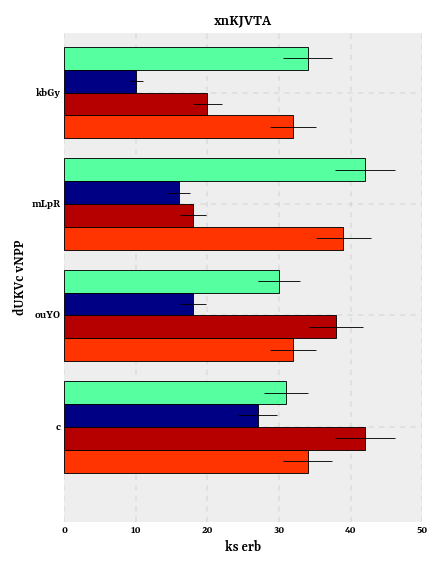 xnKJVTA
kbGy
mLpR
ouYO
c
dUKVc vNPP
0 10 20 30 40 50
ks erb